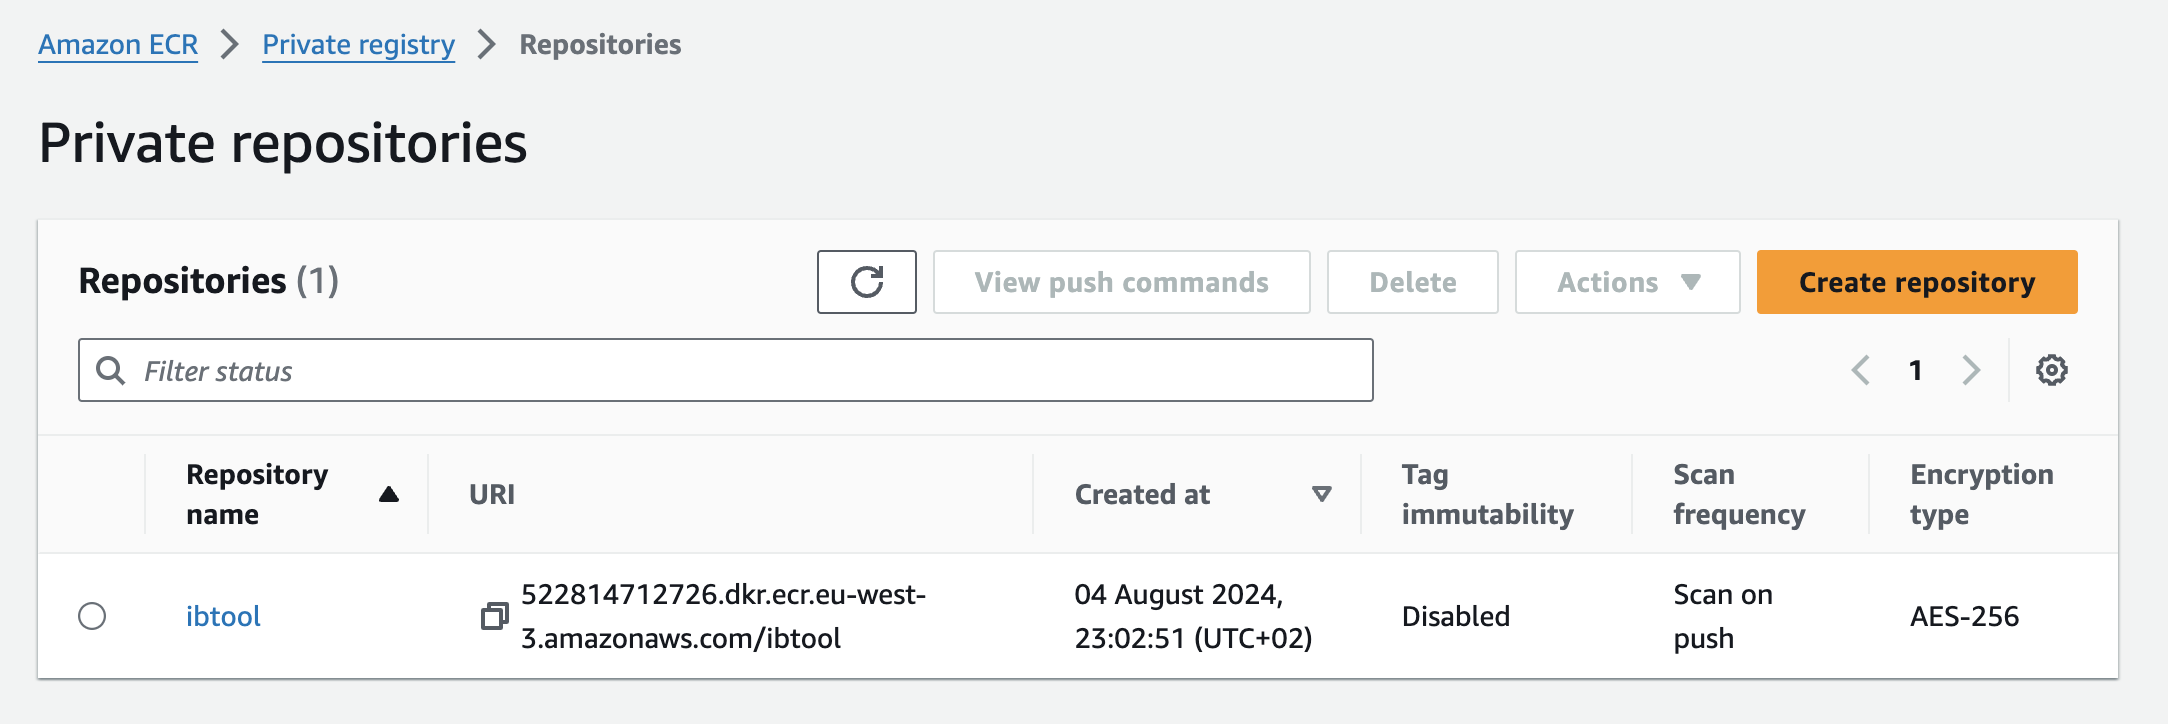 Amazon ECR > Private registry > Repositories
Private repositories
Repositories (1)
View push commands
Delete
Actions
Create repository
Filter status
1
Repository
name
URI
Created at
Tag
immutability
Scan
frequency
Encryption
type
ibtool
522814712726.dkr.ecr.eu-west-
3.amazonaws.com/ibtool
04 August 2024,
23:02:51 (UTC+02)
Disabled
Scan on
push
AES-256